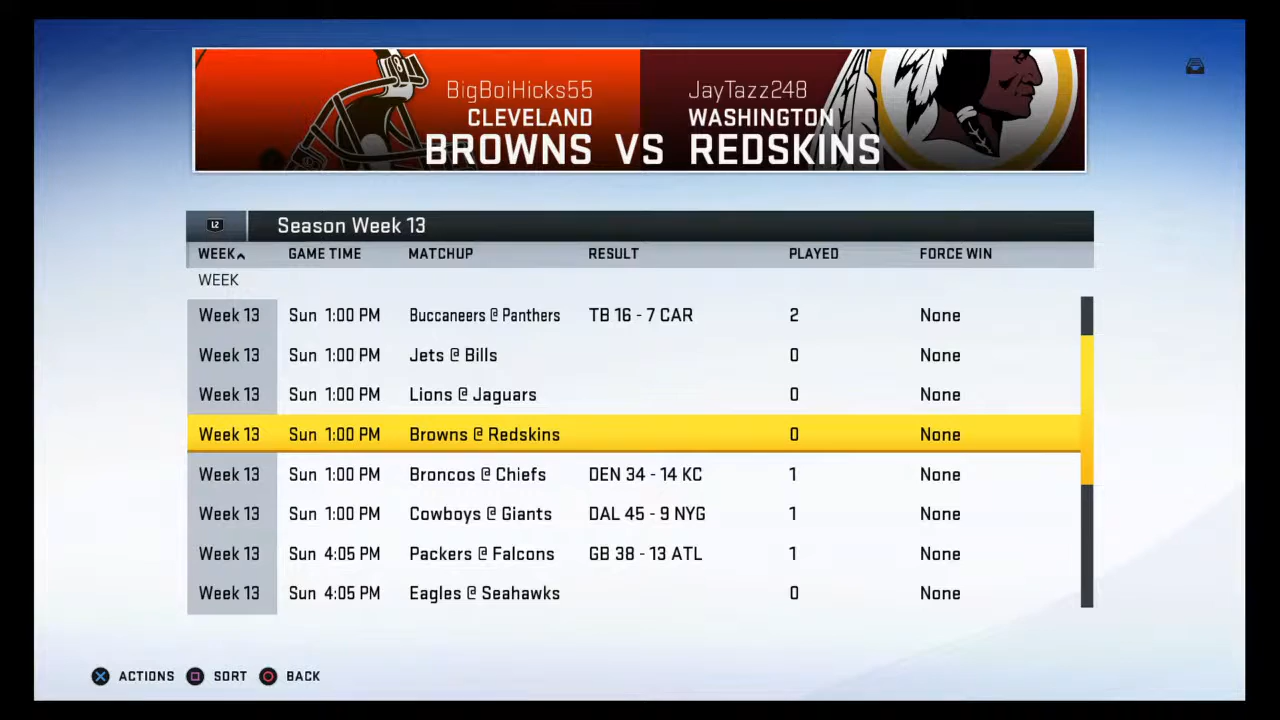 BigBoiHicks55 JayTazz248
CLEVELAND WASHINGTON
BROWNS VS REDSKINS
L2 Season Week 13
WEEK GAME TIME MATCHUP RESULT PLAYED FORCE WIN
WEEK
Week 13 Sun 1:00 PM Buccaneers @ Panthers TB 16 - 7 CAR 2 None
Week 13 Sun 1:00 PM Jets @ Bills 0 None
Week 13 Sun 1:00 PM Lions @ Jaguars 0 None
Week 13 Sun 1:00 PM Browns @ Redskins 0 None
Week 13 Sun 1:00 PM Broncos @ Chiefs DEN 34 - 14 KC 1 None
Week 13 Sun 1:00 PM Cowboys @ Giants DAL 45 - 9 NYG 1 None
Week 13 Sun 4:05 PM Packers @ Falcons GB 38 - 13 ATL 1 None
Week 13 Sun 4:05 PM Eagles @ Seahawks 0 None
ACTIONS SORT BACK